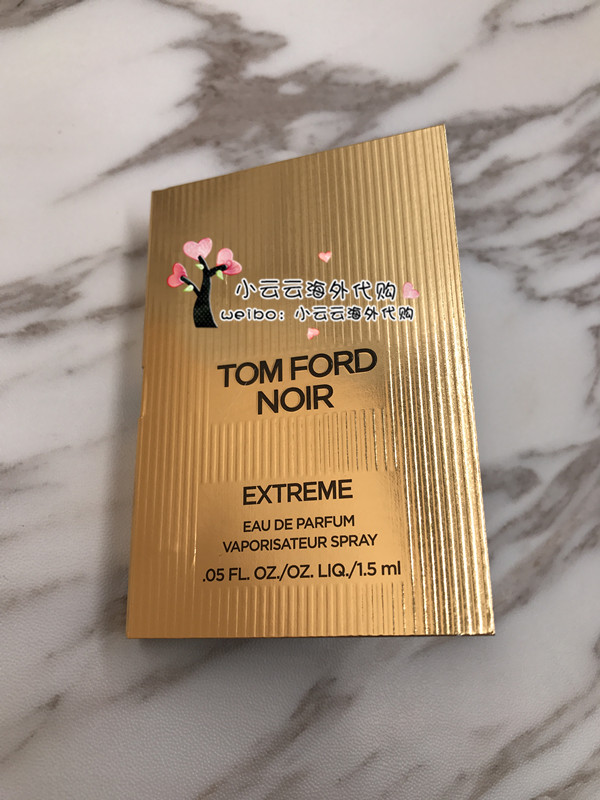 小云云海外代购
weibo: 小云云海外代购
TOM FORD
NOIR
EXTREME
EAU DE PARFUM
VAPORISATEUR SPRAY
.05 FL. OZ./OZ. LIQ./1.5 ml